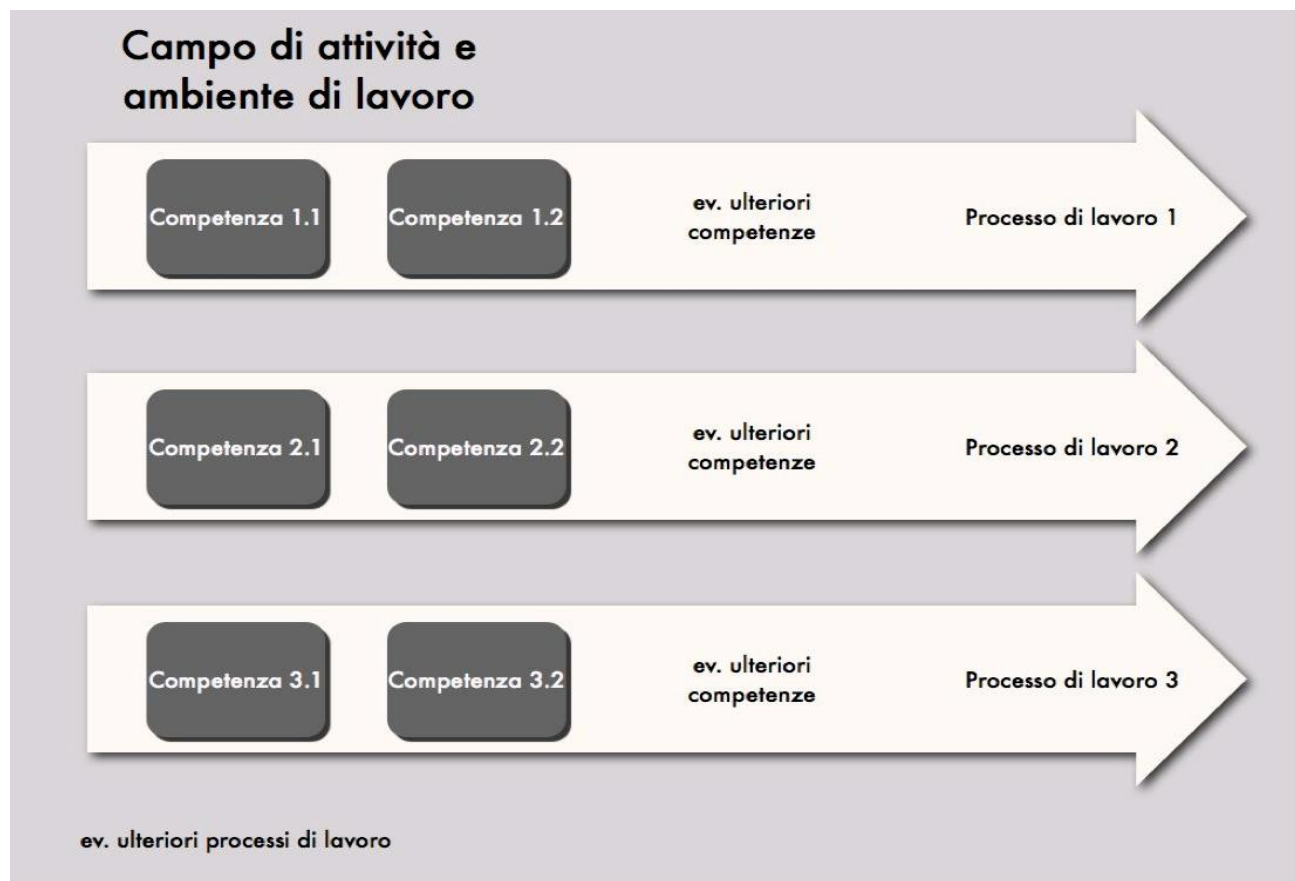 Campo di attività e
ambiente di lavoro
Competenza 1.1
Competenza 1.2
ev. ulteriori
competenze
Processo di lavoro 1
Competenza 2.1
Competenza 2.2
ev. ulteriori
competenze
Processo di lavoro 2
Competenza 3.1
Competenza 3.2
ev. ulteriori
competenze
Processo di lavoro 3
ev. ulteriori processi di lavoro